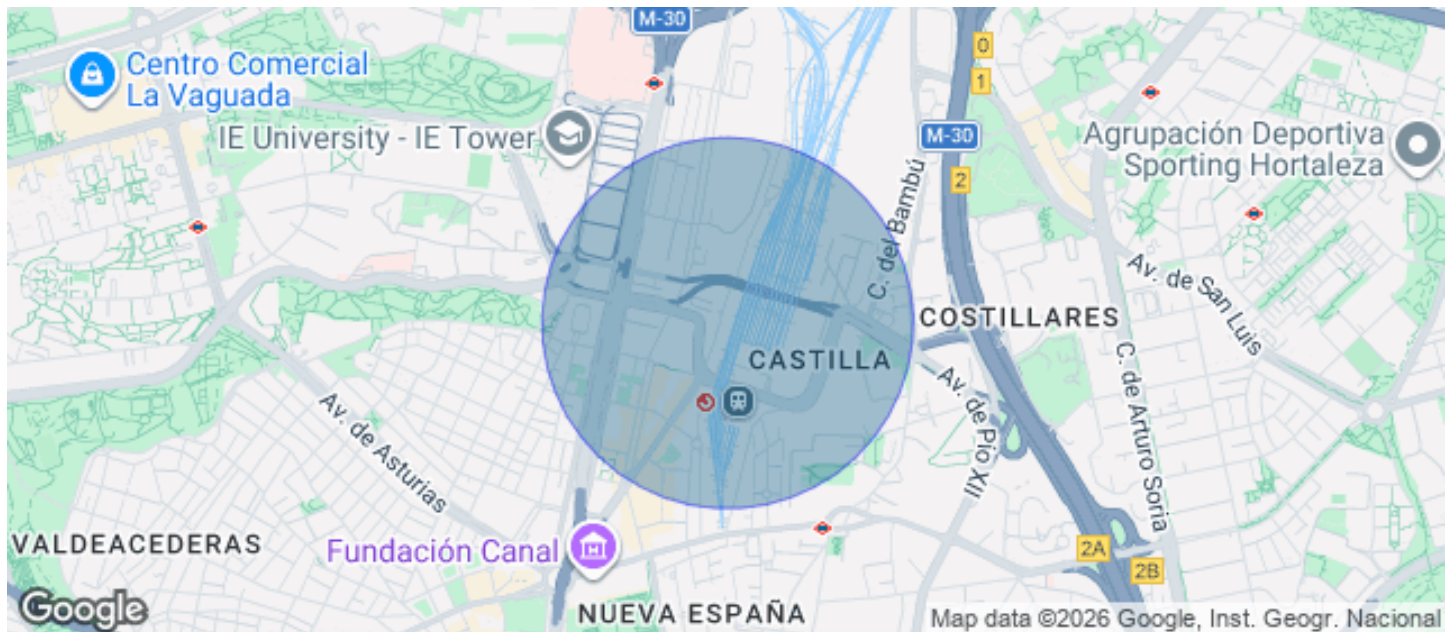 M-30
0
Centro Comercial
La Vaguada
1
IE University - IE Tower
M-30
Agrupación Deportiva
Sporting Hortaleza
2
C. del Bambú
Av. de San Luis
COSTILLARES
CASTILLA
Av. de Asturias
Av. de Pío XII
C. de Arturo Soria
VALDEACEDERAS
Fundación Canal
2A
2B
NUEVA ESPAÑA
Google
Map data ©2026 Google, Inst. Geogr. Nacional